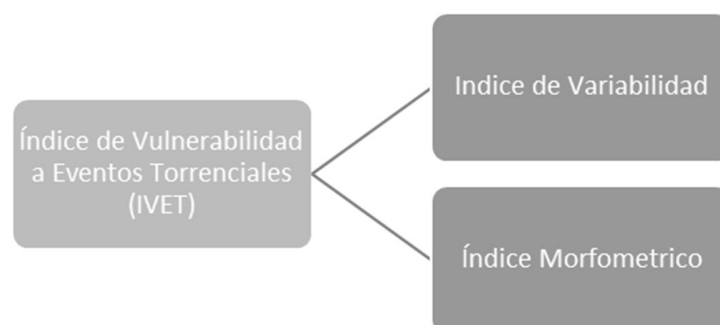 Índice de Vulnerabilidad
a Eventos Torrenciales
(IVET)
Indice de Variabilidad
Índice Morfometrico